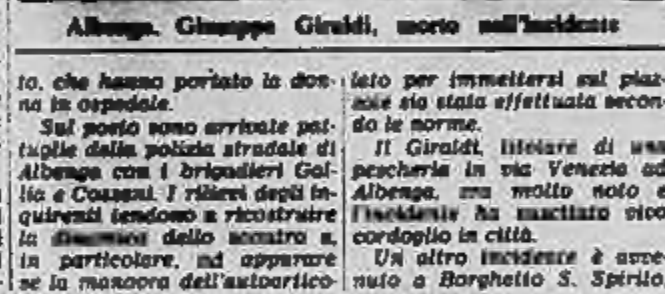 Albenga. Giuseppe Giraldi, morto nell'incidente
to, che hanno portato la don-
na in ospedale.
Sul posto sono arrivate pat-
tuglie della polizia stradale di
Albenga con i brigadieri Gal-
lia e Cossani. I rilievi degli in-
quirenti tendono a ricostruire
la dinamica dello scontro e,
in particolare, ad appurare
se la manovra dell'autoartico-
lato per immettersi sul piaz-
zale sia stata effettuata secon-
do le norme.
Il Giraldi, titolare di una
pescheria in via Venezia ad
Albenga, era molto noto e
l'incidente ha suscitato vivo
cordoglio in città.
Un altro incidente è avve-
nuto a Borghetto S. Spirito